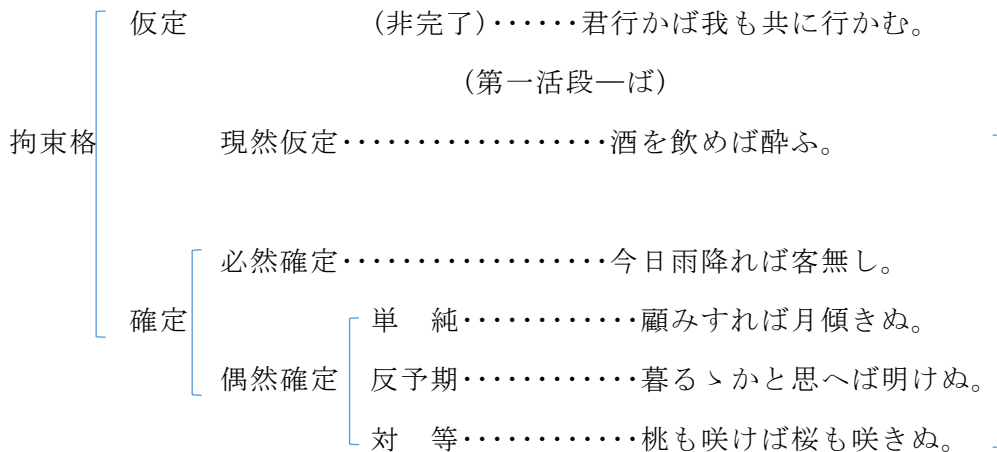 仮定 (非完了)‥‥‥君行かば我も共に行かむ。
(第一活段―ば)
拘束格 現然仮定‥‥‥‥‥‥‥‥‥酒を飲めば酔ふ。
必然確定‥‥‥‥‥‥‥‥‥今日雨降れば客無し。
確定 単 純‥‥‥‥‥‥顧みすれば月傾きぬ。
偶然確定 反予期‥‥‥‥‥‥暮るゝかと思へば明けぬ。
対 等‥‥‥‥‥‥桃も咲けば桜も咲きぬ。